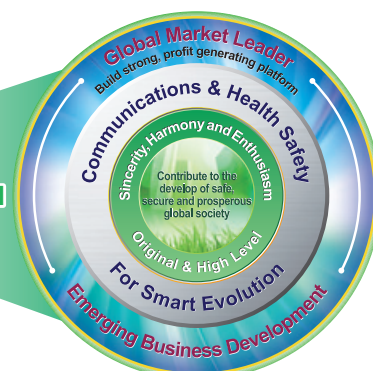 Global Market Leader
Build strong, profit generating platform
Communications & Health Safety
Sincerity, Harmony and Enthusiasm
Contribute to the
develop of safe,
secure and prosperous
global society
Original & High Level
For Smart Evolution
Emerging Business Development